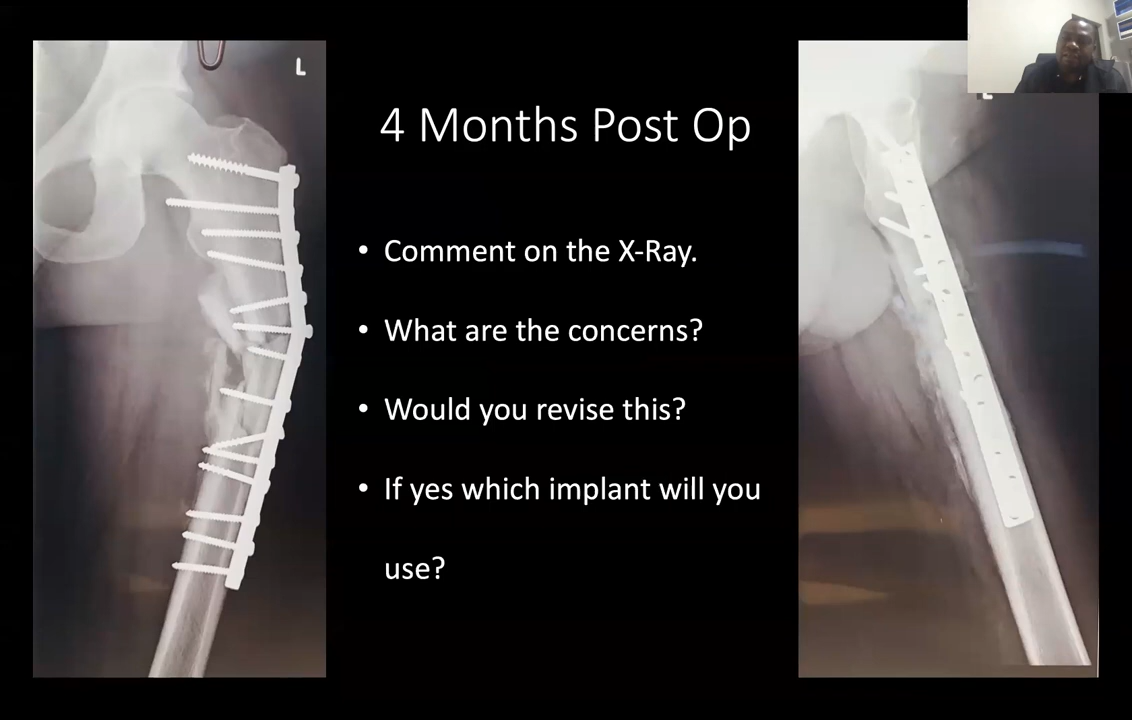 L
4 Months Post Op
• Comment on the X-Ray.
• What are the concerns?
• Would you revise this?
• If yes which implant will you
use?